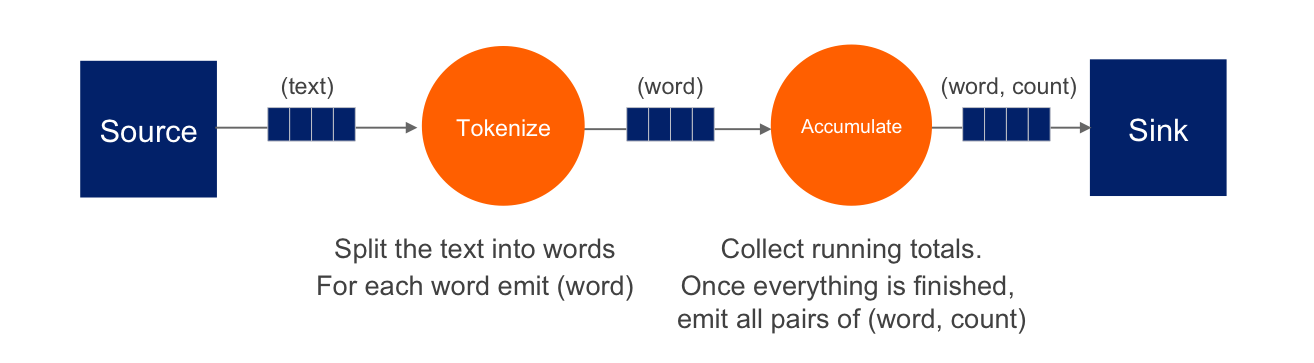 (text)
(word)
(word, count)
Source
Tokenize
Accumulate
Sink
Split the text into words
For each word emit (word)
Collect running totals.
Once everything is finished,
emit all pairs of (word, count)